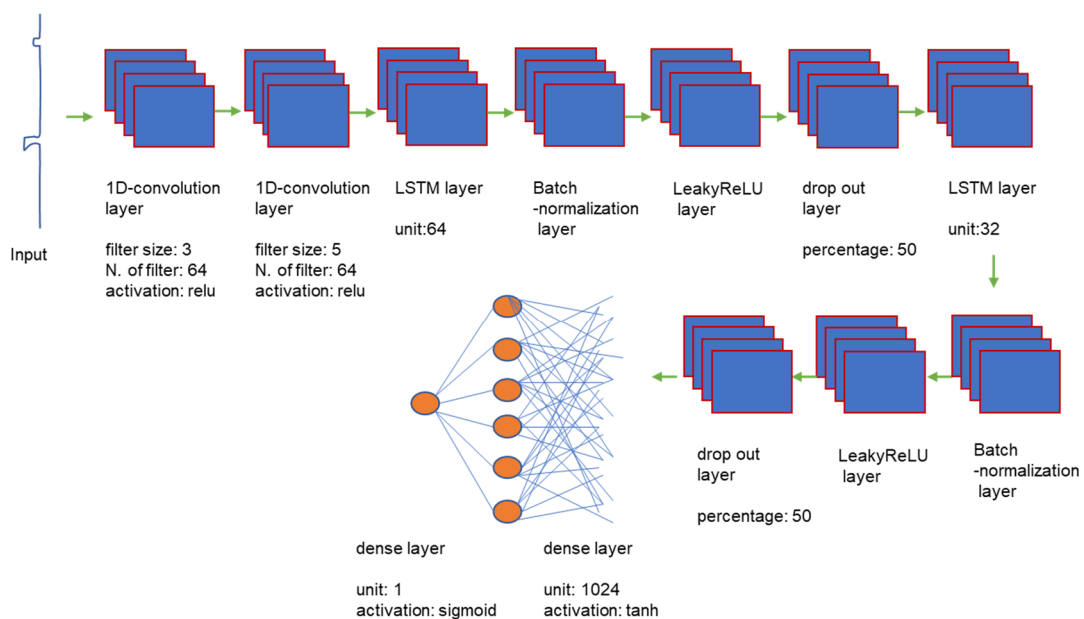 Input
1D-convolution
layer
filter size: 3
N. of filter: 64
activation: relu
1D-convolution
layer
filter size: 5
N. of filter: 64
activation: relu
LSTM layer
unit:64
Batch
-normalization
layer
LeakyReLU
layer
drop out
layer
percentage: 50
LSTM layer
unit:32
Batch
-normalization
layer
LeakyReLU
layer
drop out
layer
percentage: 50
dense layer
unit: 1024
activation: tanh
dense layer
unit: 1
activation: sigmoid